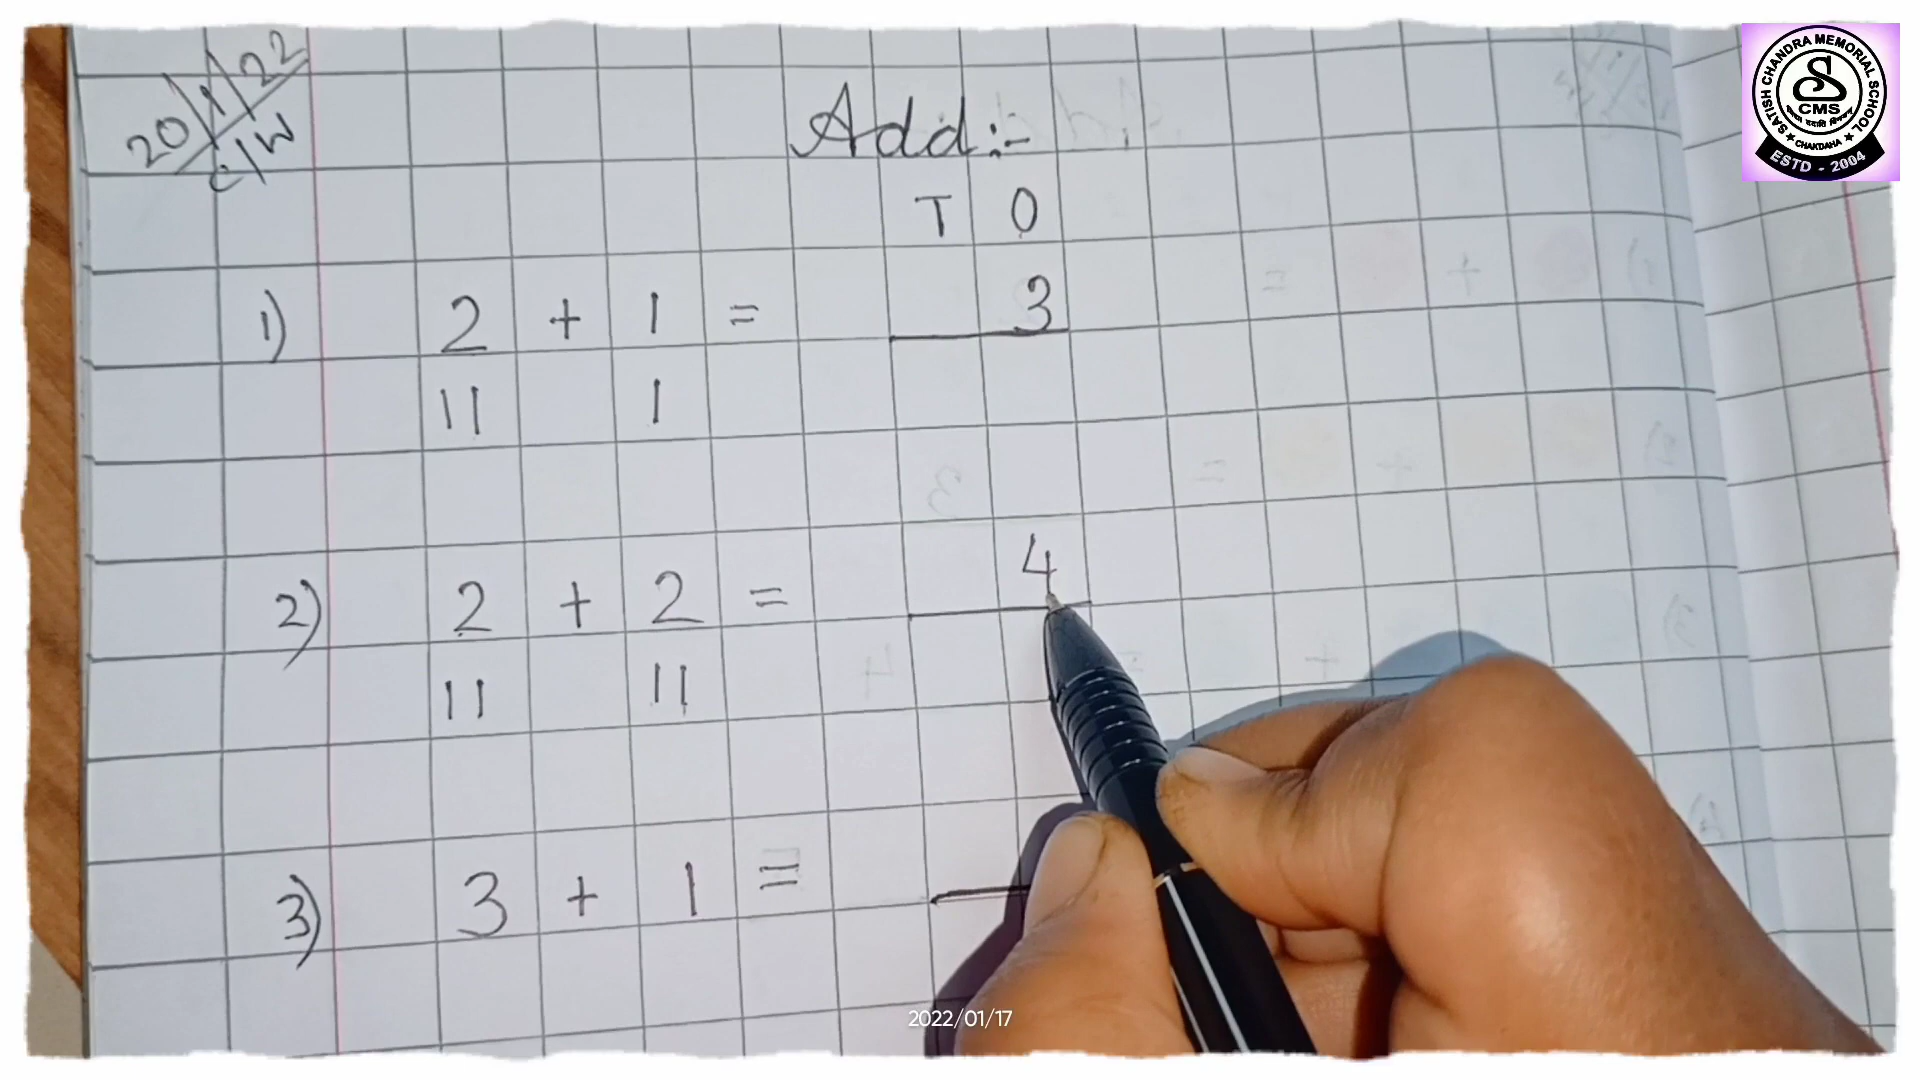 20/1/22
C/W
Add:-
T O
1) 2 + 1 = 3
11 1
2) 2 + 2 = 4
11 11
3) 3 + 1 =
SATISH CHANDRA MEMORIAL SCHOOL
S
CMS
CHAKDAHA
ESTD - 2004
2022/01/17